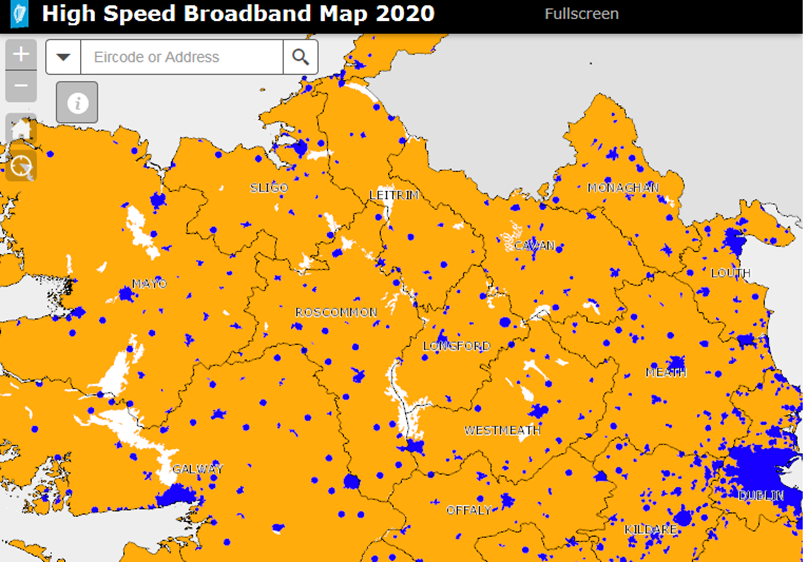 High Speed Broadband Map 2020
Fullscreen
+
Eircode or Address
−
i
SLIGO
LEITRIM
MONAGHAN
CAVAN
LOUTH
MAYO
ROSCOMMON
LONGFORD
MEATH
WESTMEATH
GALWAY
DUBLIN
OFFALY
KILDARE